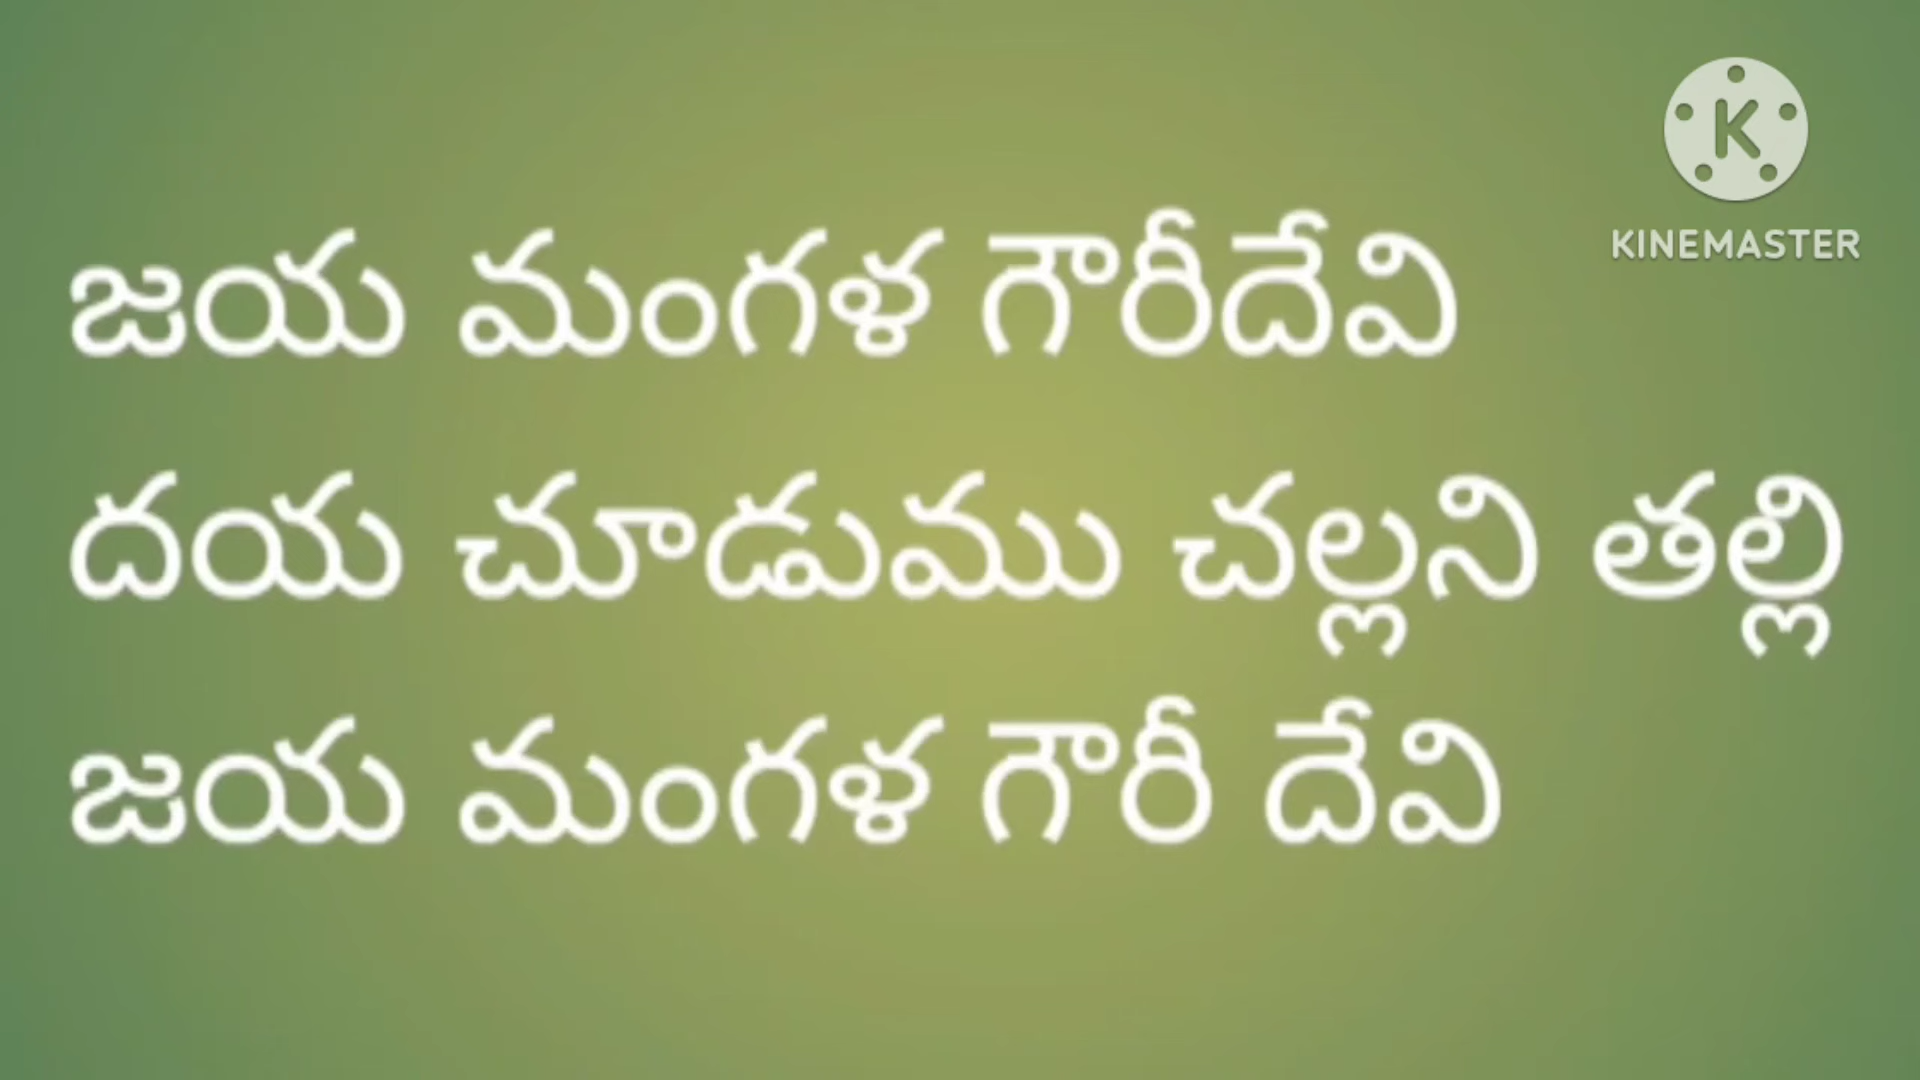 జయ మంగళ గౌరీదేవి
దయ చూడుము చల్లని తల్లి
జయ మంగళ గౌరీ దేవి
K
KINEMASTER